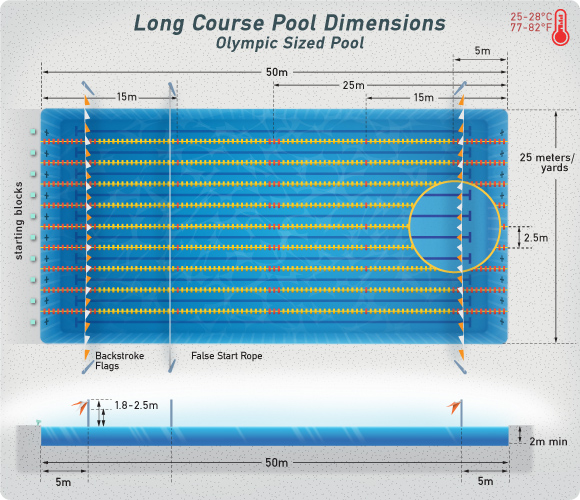 Long Course Pool Dimensions
Olympic Sized Pool
25-28°C
77-82°F
5m
50m
25m
15m
15m
25 meters/
yards
starting blocks
2.5m
Backstroke
Flags
False Start Rope
1.8-2.5m
2m min
50m
5m
5m